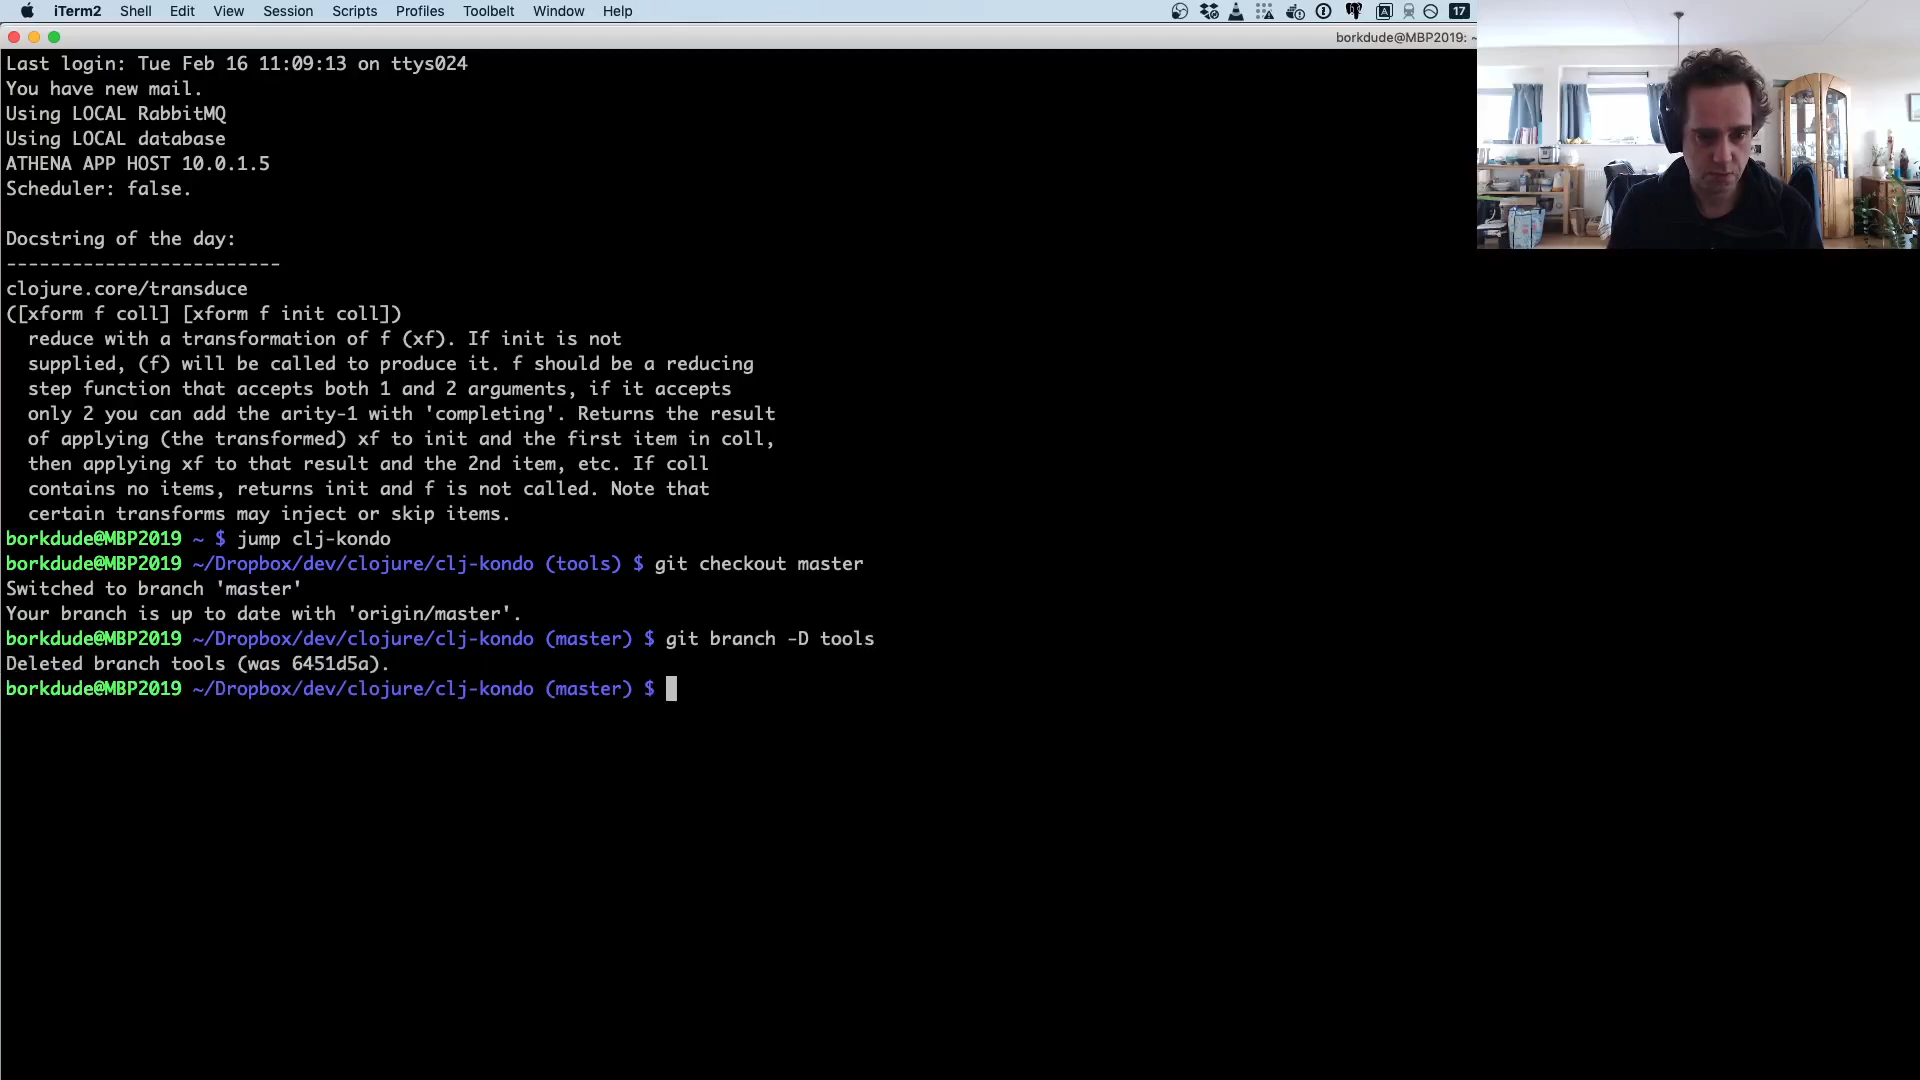 iTerm2 Shell Edit View Session Scripts Profiles Toolbelt Window Help 17
borkdude@MBP2019: ~
Last login: Tue Feb 16 11:09:13 on ttys024
You have new mail.
Using LOCAL RabbitMQ
Using LOCAL database
ATHENA APP HOST 10.0.1.5
Scheduler: false.
Docstring of the day:
-------------------------
clojure.core/transduce
([xform f coll] [xform f init coll])
reduce with a transformation of f (xf). If init is not
supplied, (f) will be called to produce it. f should be a reducing
step function that accepts both 1 and 2 arguments, if it accepts
only 2 you can add the arity-1 with 'completing'. Returns the result
of applying (the transformed) xf to init and the first item in coll,
then applying xf to that result and the 2nd item, etc. If coll
contains no items, returns init and f is not called. Note that
certain transforms may inject or skip items.
borkdude@MBP2019 ~ $ jump clj-kondo
borkdude@MBP2019 ~/Dropbox/dev/clojure/clj-kondo (tools) $ git checkout master
Switched to branch 'master'
Your branch is up to date with 'origin/master'.
borkdude@MBP2019 ~/Dropbox/dev/clojure/clj-kondo (master) $ git branch -D tools
Deleted branch tools (was 6451d5a).
borkdude@MBP2019 ~/Dropbox/dev/clojure/clj-kondo (master) $